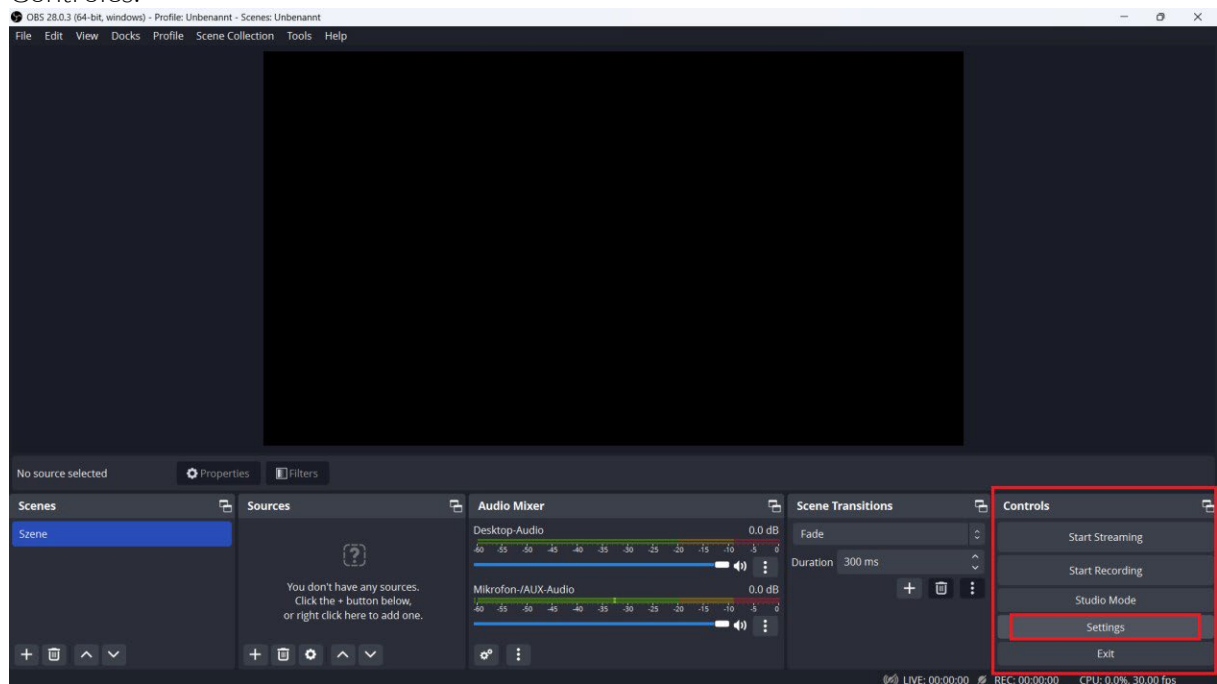 OBS 28.0.3 (64-bit, windows) - Profile: Unbenannt - Scenes: Unbenannt
File Edit View Docks Profile Scene Collection Tools Help
No source selected Properties Filters
Scenes
Szene
Sources
You don't have any sources.
Click the + button below,
or right click here to add one.
Audio Mixer
Desktop-Audio 0.0 dB
-60 -55 -50 -45 -40 -35 -30 -25 -20 -15 -10 -5 0
Mikrofon-/AUX-Audio 0.0 dB
-60 -55 -50 -45 -40 -35 -30 -25 -20 -15 -10 -5 0
Scene Transitions
Fade
Duration 300 ms
Controls
Start Streaming
Start Recording
Studio Mode
Settings
Exit
LIVE: 00:00:00 REC: 00:00:00 CPU: 0.0%, 30.00 fps